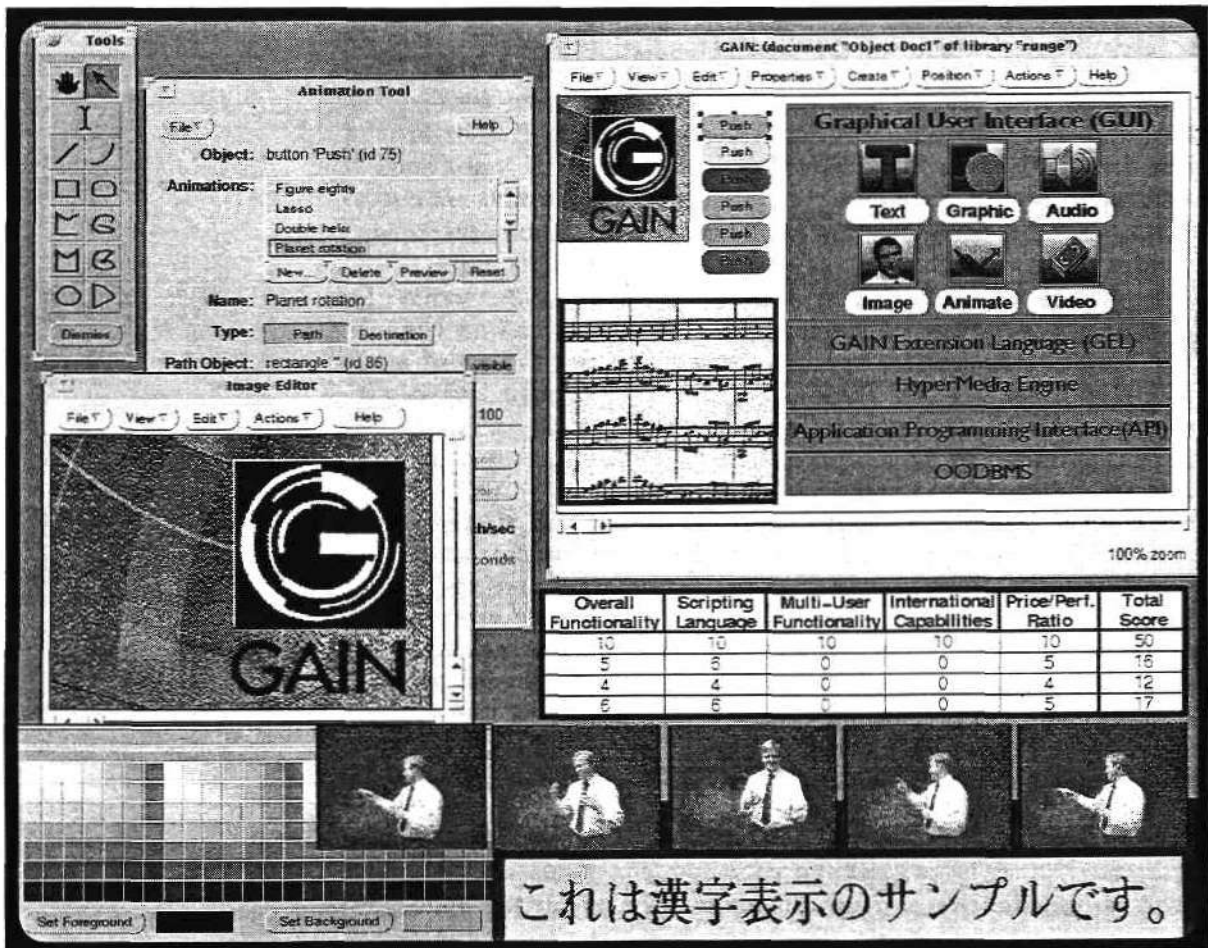 Tools
Dismiss
Animation Tool
File
Help
Object: button 'Push' (id 75)
Animations:
Figure eighty
Lasso
Double helix
Planet rotation
New... Delete Preview Reset
Name: Planet rotation
Type: Path Destination
Path Object: rectangle '' (id 86) visible
100
ch/sec
conds
Image Editor
File View Edit Actions Help
GAIN
GAIN: (document "Object Doc1" of library "runge")
File View Edit Properties Create Position Actions Help
GAIN
Push
Push
Push
Push
Push
Push
Graphical User Interface (GUI)
Text Graphic Audio
Image Animate Video
GAIN Extension Language (GEL)
HyperMedia Engine
Application Programming Interface(API)
OODBMS
100% zoom
Overall Functionality Scripting Language Multi-User Functionality International Capabilities Price/Perf. Ratio Total Score
10 10 10 10 10 50
5 6 0 0 5 16
4 4 0 0 4 12
6 6 0 0 5 17
Set Foreground Set Background
これは漢字表示のサンプルです。